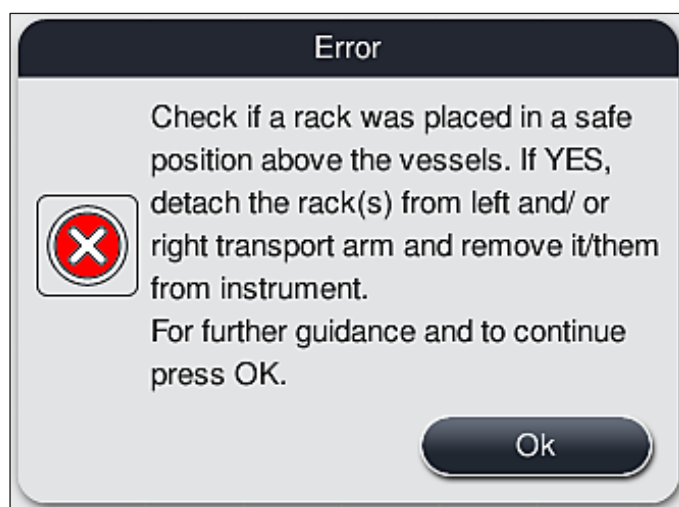 Error
Check if a rack was placed in a safe
position above the vessels. If YES,
detach the rack(s) from left and/ or
right transport arm and remove it/them
from instrument.
For further guidance and to continue
press OK.
Ok